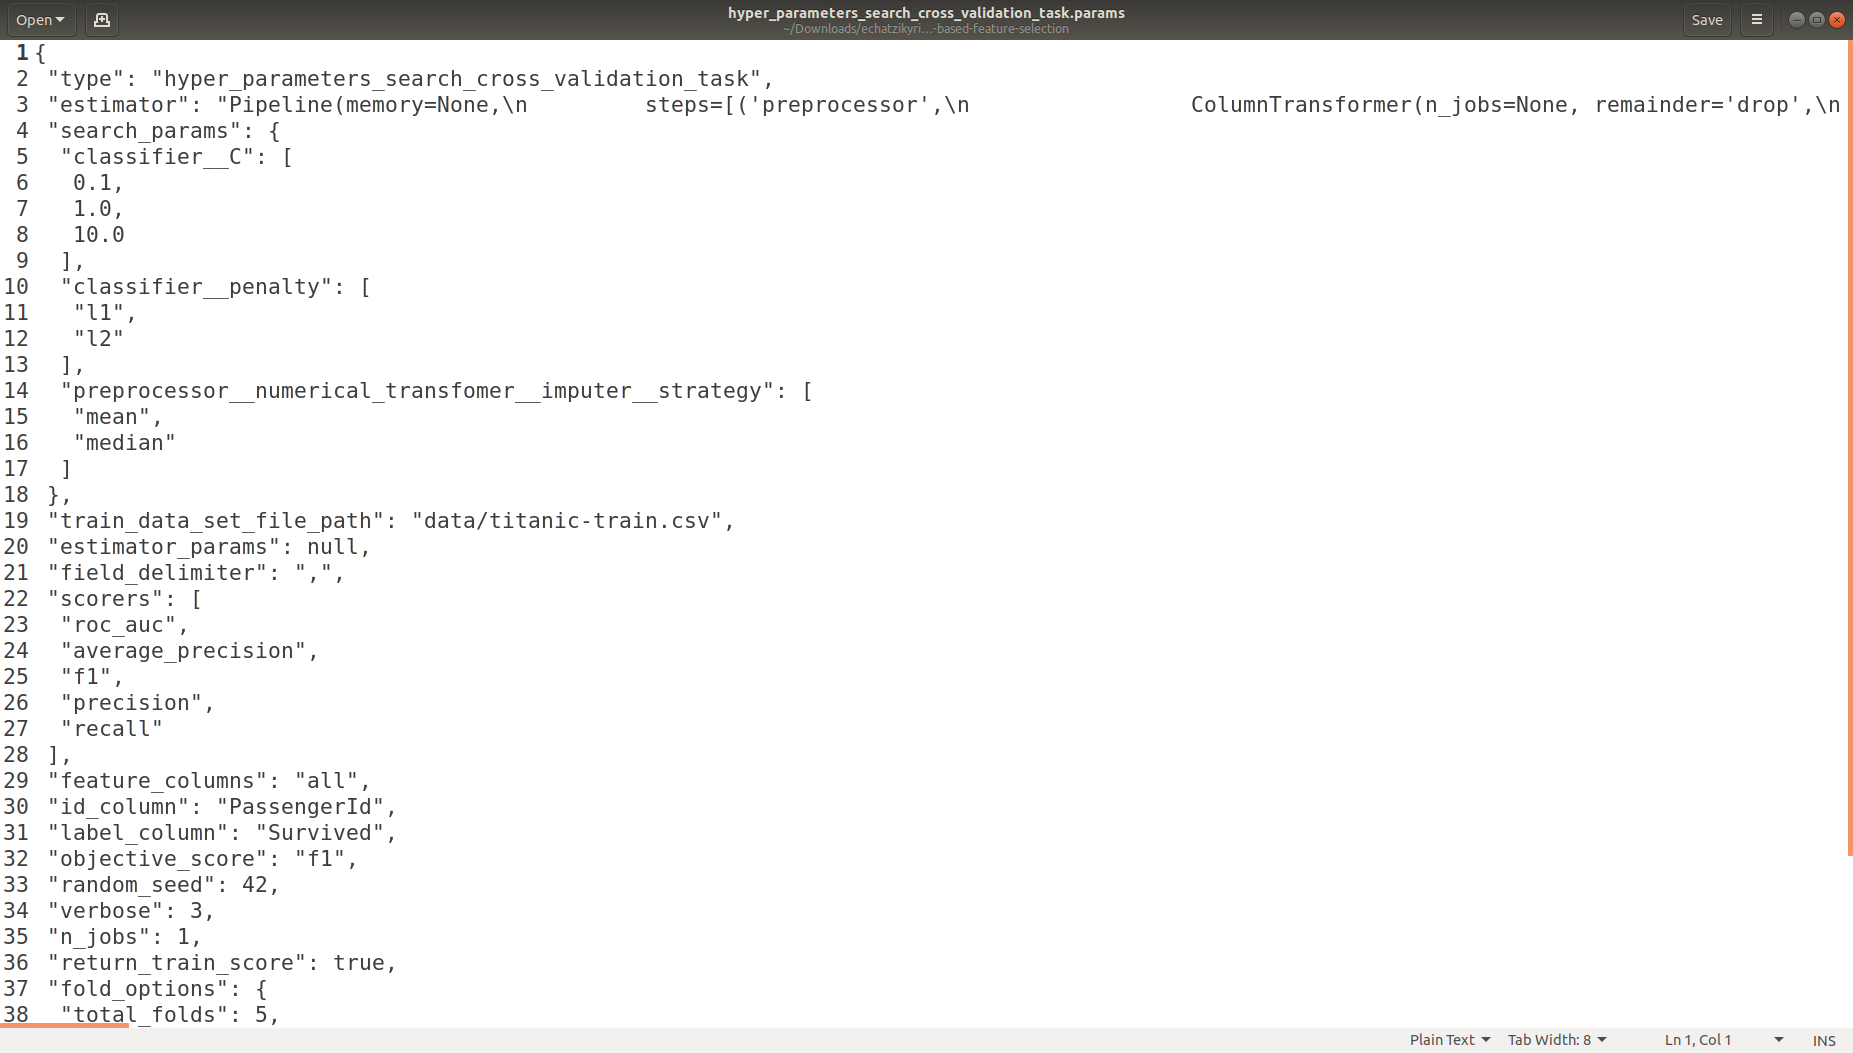 Open
hyper_parameters_search_cross_validation_task.params
~/Downloads/echatzikyri...-based-feature-selection
Save
1 {
2  "type": "hyper_parameters_search_cross_validation_task",
3  "estimator": "Pipeline(memory=None,\n         steps=[('preprocessor',\n                 ColumnTransformer(n_jobs=None, remainder='drop',\n
4  "search_params": {
5   "classifier__C": [
6    0.1,
7    1.0,
8    10.0
9   ],
10   "classifier__penalty": [
11    "l1",
12    "l2"
13   ],
14   "preprocessor__numerical_transfomer__imputer__strategy": [
15    "mean",
16    "median"
17   ]
18  },
19  "train_data_set_file_path": "data/titanic-train.csv",
20  "estimator_params": null,
21  "field_delimiter": ",",
22  "scorers": [
23   "roc_auc",
24   "average_precision",
25   "f1",
26   "precision",
27   "recall"
28  ],
29  "feature_columns": "all",
30  "id_column": "PassengerId",
31  "label_column": "Survived",
32  "objective_score": "f1",
33  "random_seed": 42,
34  "verbose": 3,
35  "n_jobs": 1,
36  "return_train_score": true,
37  "fold_options": {
38   "total_folds": 5,
Plain Text Tab Width: 8 Ln 1, Col 1 INS